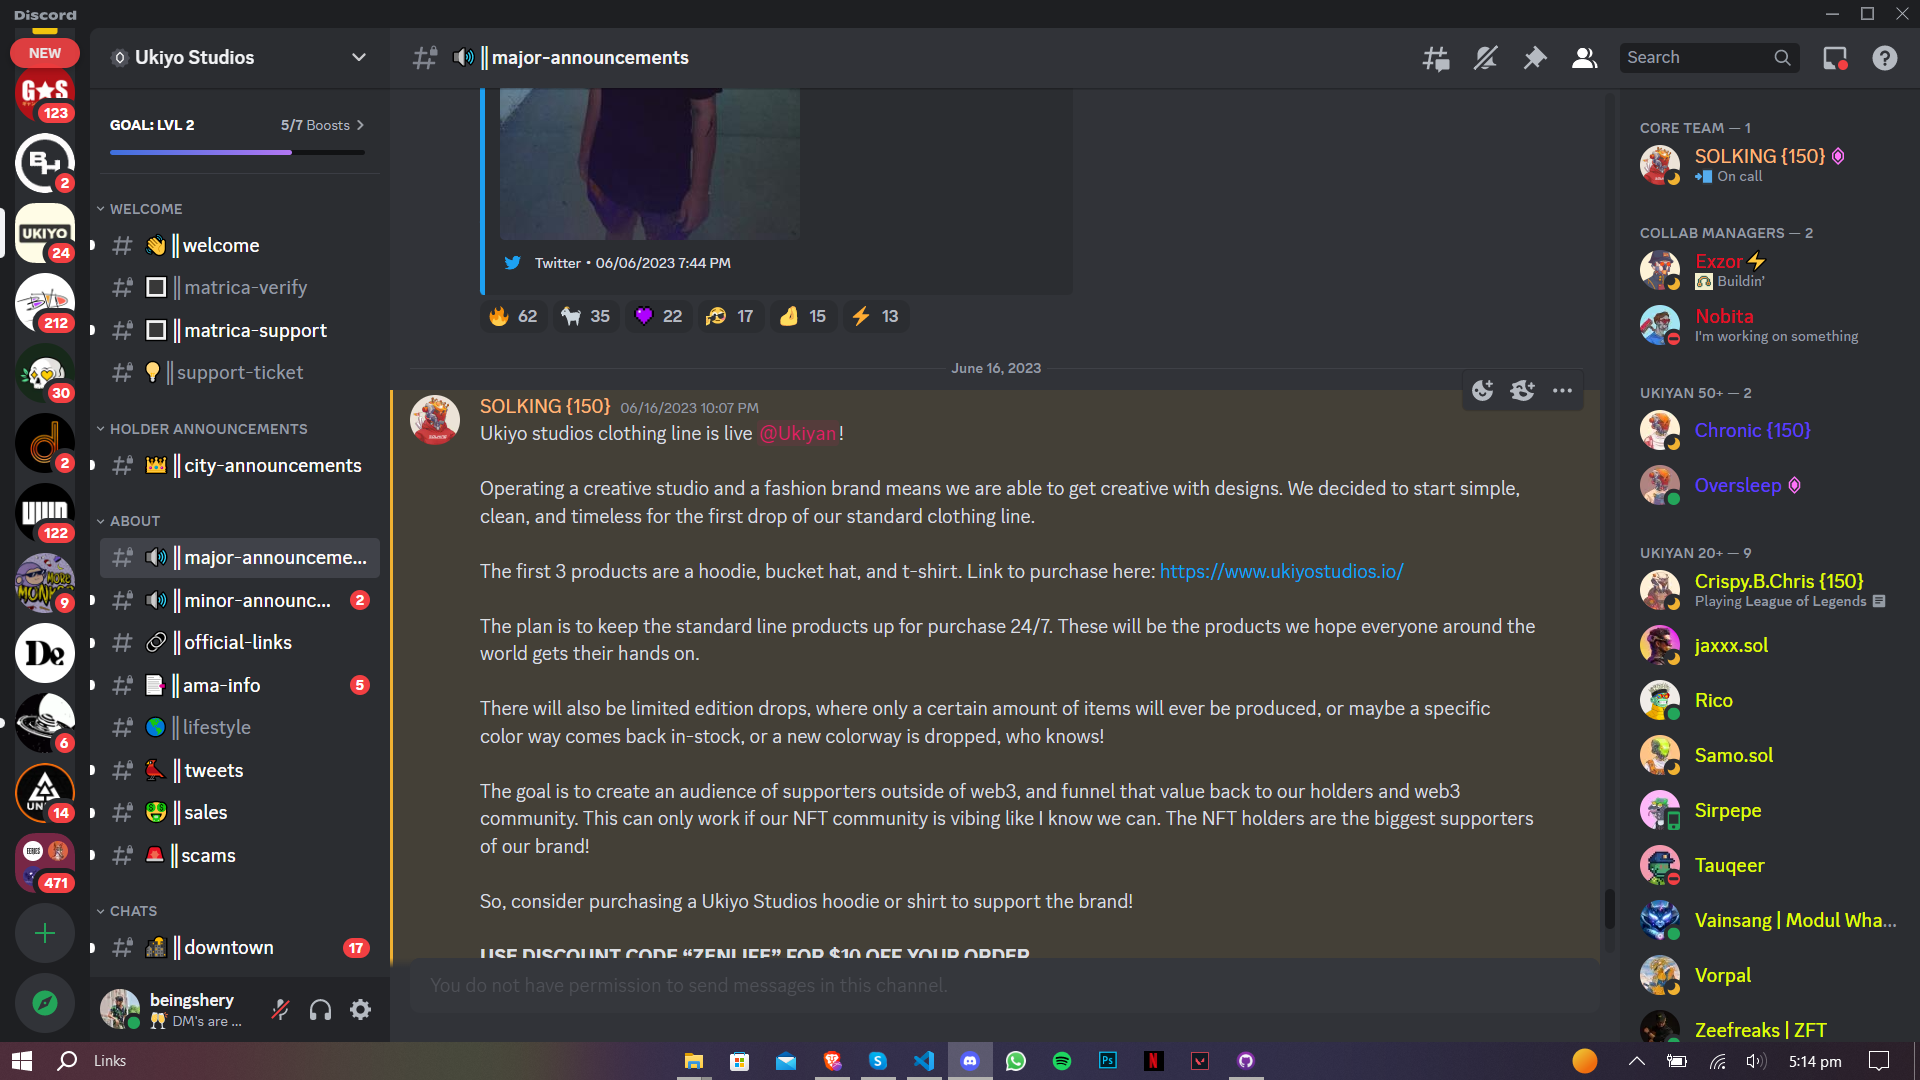 Discord
NEW
G★S
123
BH
2
UKIYO
24
212
30
2
122
MORE
9
De
6
UN
14
471
Ukiyo Studios
GOAL: LVL 2
5/7 Boosts
WELCOME
welcome
matrica-verify
matrica-support
support-ticket
HOLDER ANNOUNCEMENTS
city-announcements
ABOUT
major-announceme...
minor-announc...
2
official-links
ama-info
5
lifestyle
tweets
sales
scams
CHATS
downtown
17
beingshery
DM's are ...
major-announcements
Search
Twitter • 06/06/2023 7:44 PM
62
35
22
17
15
13
June 16, 2023
SOLKING {150} 06/16/2023 10:07 PM
Ukiyo studios clothing line is live @Ukiyan!
Operating a creative studio and a fashion brand means we are able to get creative with designs. We decided to start simple,
clean, and timeless for the first drop of our standard clothing line.
The first 3 products are a hoodie, bucket hat, and t-shirt. Link to purchase here: https://www.ukiyostudios.io/
The plan is to keep the standard line products up for purchase 24/7. These will be the products we hope everyone around the
world gets their hands on.
There will also be limited edition drops, where only a certain amount of items will ever be produced, or maybe a specific
color way comes back in-stock, or a new colorway is dropped, who knows!
The goal is to create an audience of supporters outside of web3, and funnel that value back to our holders and web3
community. This can only work if our NFT community is vibing like I know we can. The NFT holders are the biggest supporters
of our brand!
So, consider purchasing a Ukiyo Studios hoodie or shirt to support the brand!
USE DISCOUNT CODE “ZENLIFE” FOR $10 OFF YOUR ORDER
You do not have permission to send messages in this channel.
CORE TEAM — 1
SOLKING {150}
On call
COLLAB MANAGERS — 2
Exzor
Buildin'
Nobita
I'm working on something
UKIYAN 50+ — 2
Chronic {150}
Oversleep
UKIYAN 20+ — 9
Crispy.B.Chris {150}
Playing League of Legends
jaxxx.sol
Rico
Samo.sol
Sirpepe
Tauqeer
Vainsang | Modul Wha...
Vorpal
Zeefreaks | ZFT
Links
Ps
5:14 pm